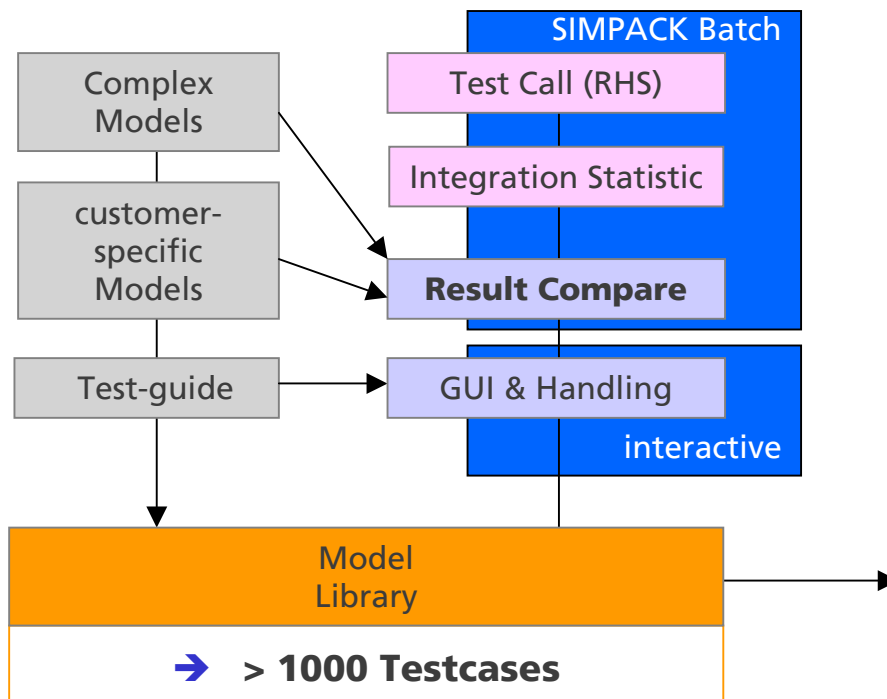 SIMPACK Batch
Complex
Models
Test Call (RHS)
Integration Statistic
customer-
specific
Models
Result Compare
Test-guide
GUI & Handling
interactive
Model
Library
➔ > 1000 Testcases